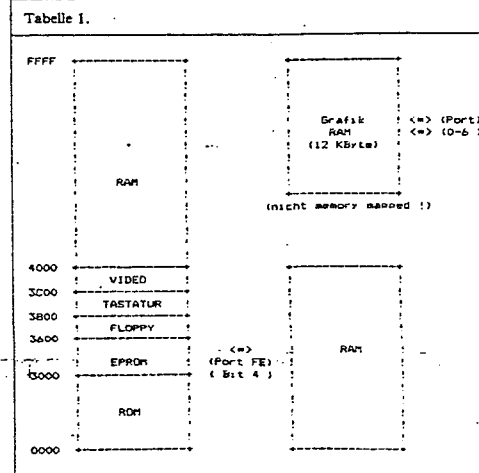 Tabelle 1.
FFFF
Grafik
RAM
(12 KByte)
<=> (Port)
<=> (0-6 )
RAM
(nicht memory mapped !)
4000
VIDEO
3C00
TASTATUR
3800
FLOPPY
3600
EPROM
<=>
(Port FE)
( Bit 4 )
RAM
3000
ROM
0000